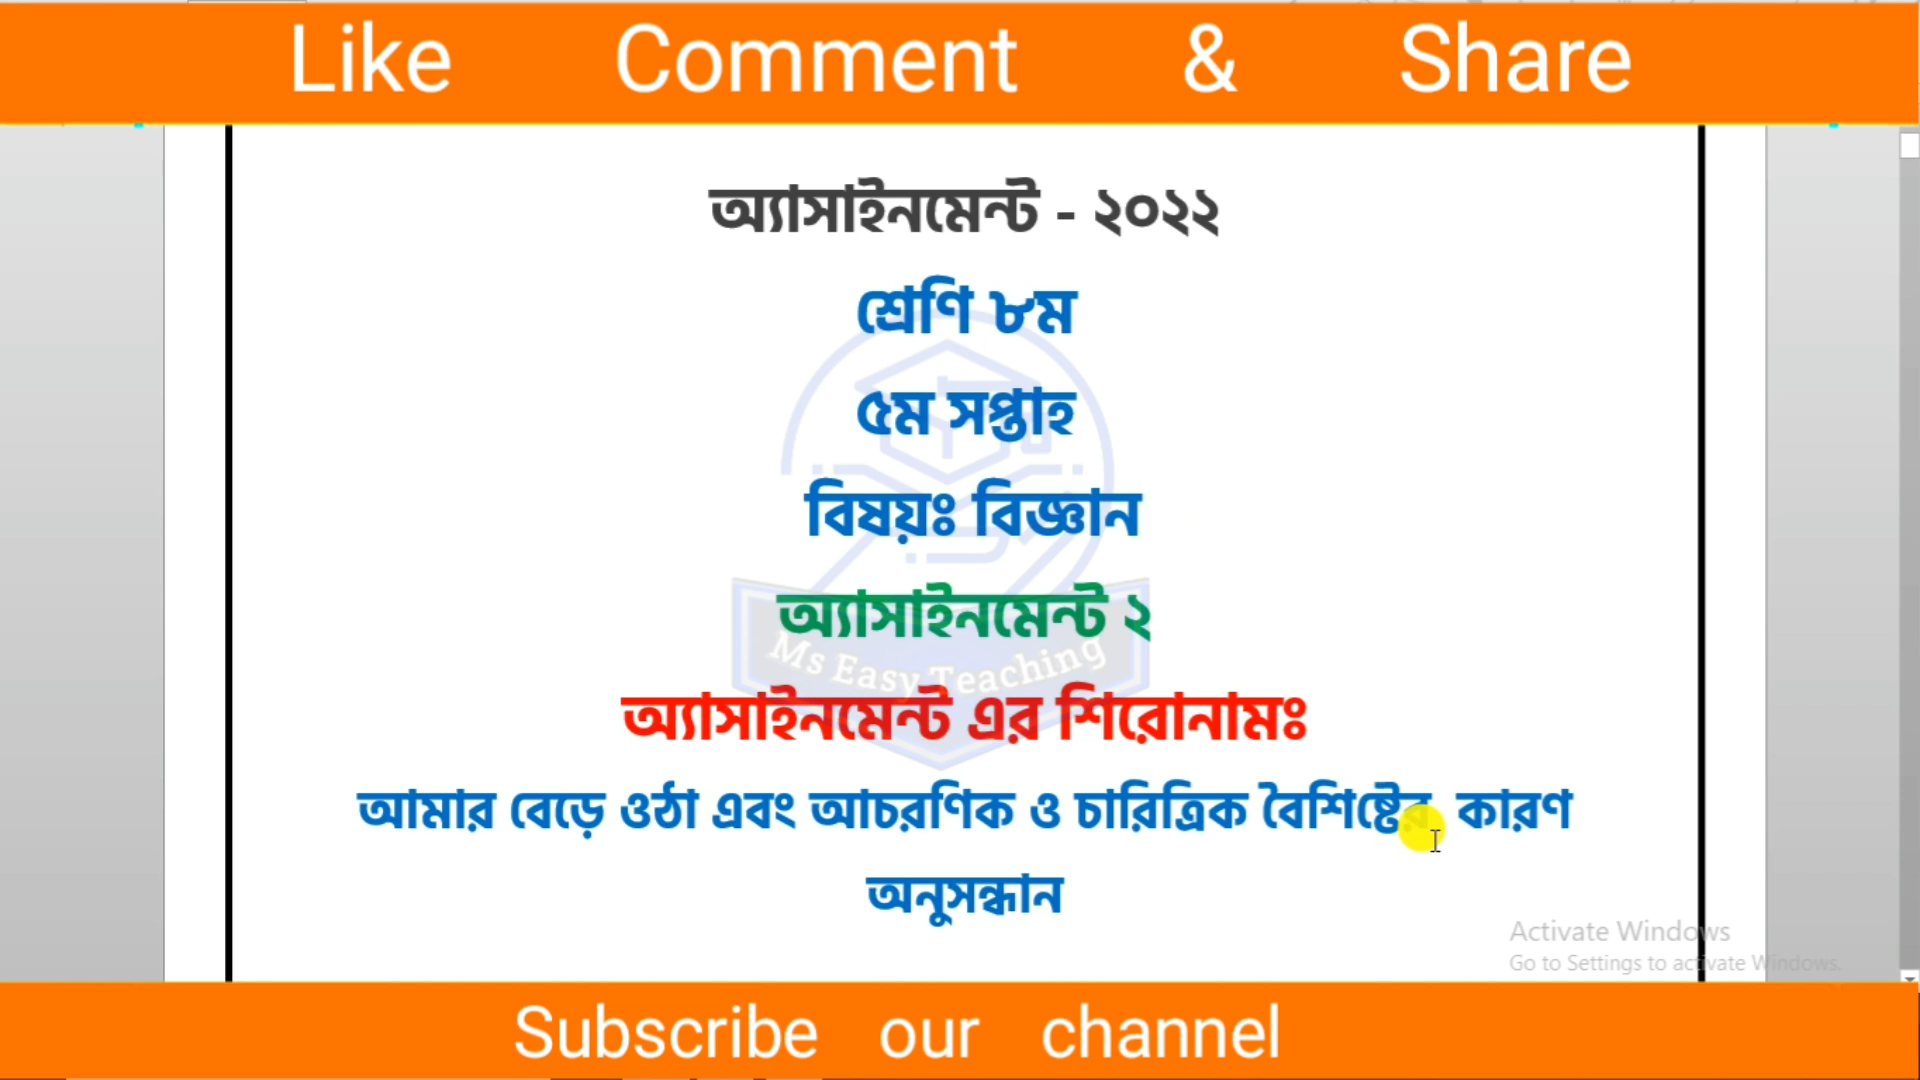 Like Comment & Share
অ্যাসাইনমেন্ট - ২০২২
শ্রেণি ৮ম
৫ম সপ্তাহ
বিষয়ঃ বিজ্ঞান
অ্যাসাইনমেন্ট ২
Ms Easy Teaching
অ্যাসাইনমেন্ট এর শিরোনামঃ
আমার বেড়ে ওঠা এবং আচরণিক ও চারিত্রিক বৈশিষ্টের কারণ
অনুসন্ধান
Activate Windows
Go to Settings to activate Windows.
Subscribe our channel